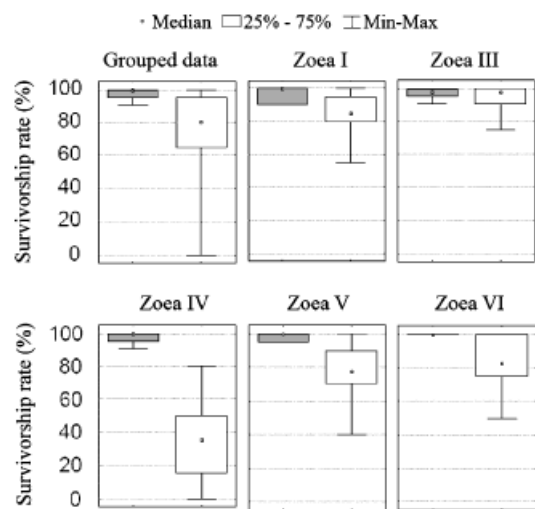 Median 25% - 75% Min-Max
Grouped data Zoea I Zoea III
Survivorship rate (%)
100
80
60
40
20
0
Zoea IV Zoea V Zoea VI
Survivorship rate (%)
100
80
60
40
20
0